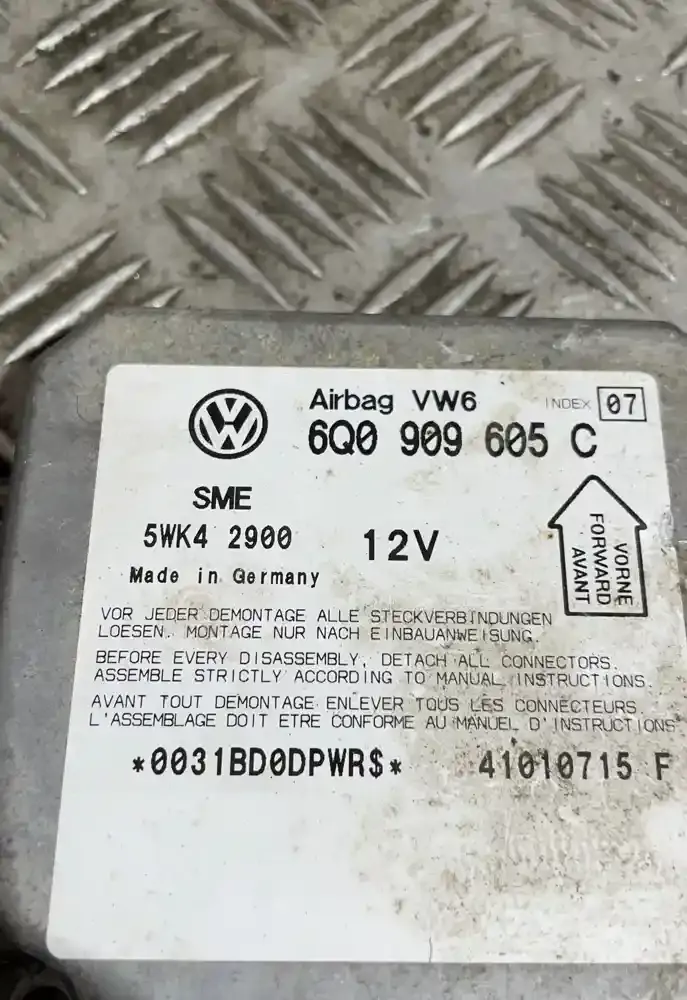 Airbag VW6 INDEX 07
6Q0 909 605 C
SME
5WK4 2900 12V
Made in Germany
VORNE
FORWARD
AVANT
VOR JEDER DEMONTAGE ALLE STECKVERBINDUNGEN
LOESEN. MONTAGE NUR NACH EINBAUANWEISUNG.
BEFORE EVERY DISASSEMBLY, DETACH ALL CONNECTORS.
ASSEMBLE STRICTLY ACCORDING TO MANUAL INSTRUCTIONS.
AVANT TOUT DEMONTAGE ENLEVER TOUS LES CONNECTEURS.
L'ASSEMBLAGE DOIT ETRE CONFORME AU MANUEL D'INSTRUCTIONS
*0031BD0DPWR$* 41010715 F